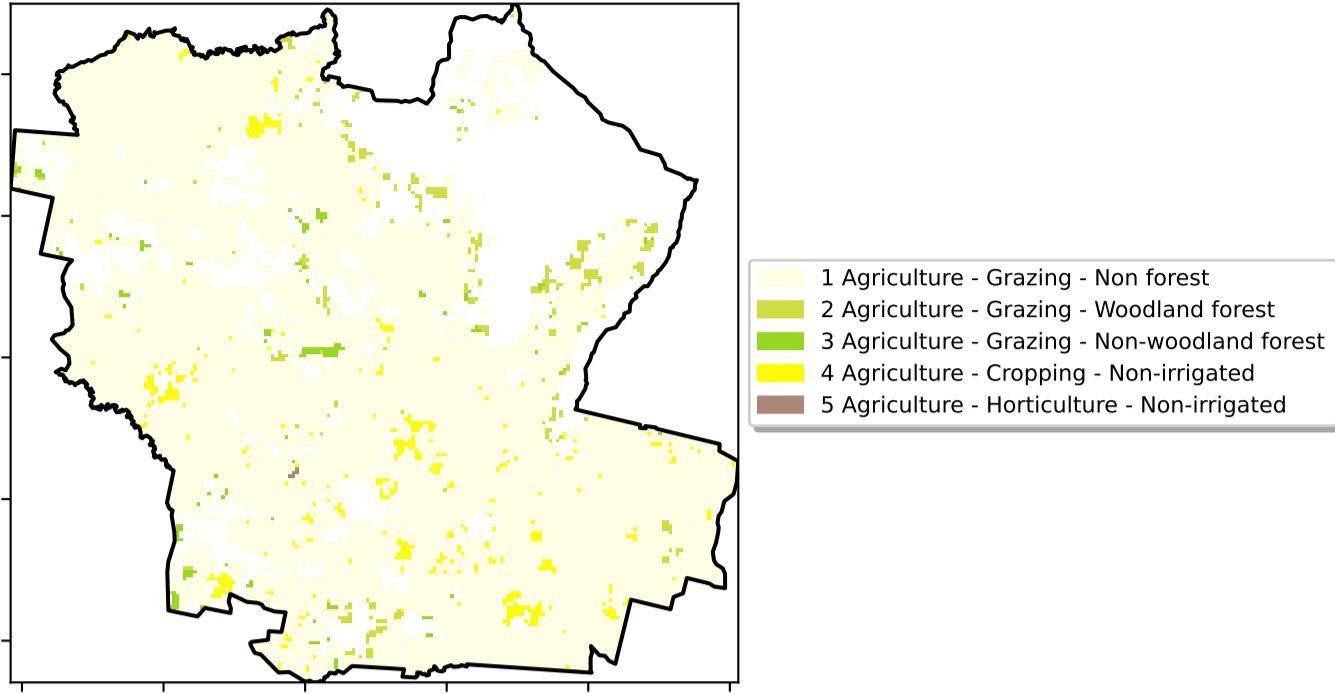 1 Agriculture - Grazing - Non forest
2 Agriculture - Grazing - Woodland forest
3 Agriculture - Grazing - Non-woodland forest
4 Agriculture - Cropping - Non-irrigated
5 Agriculture - Horticulture - Non-irrigated